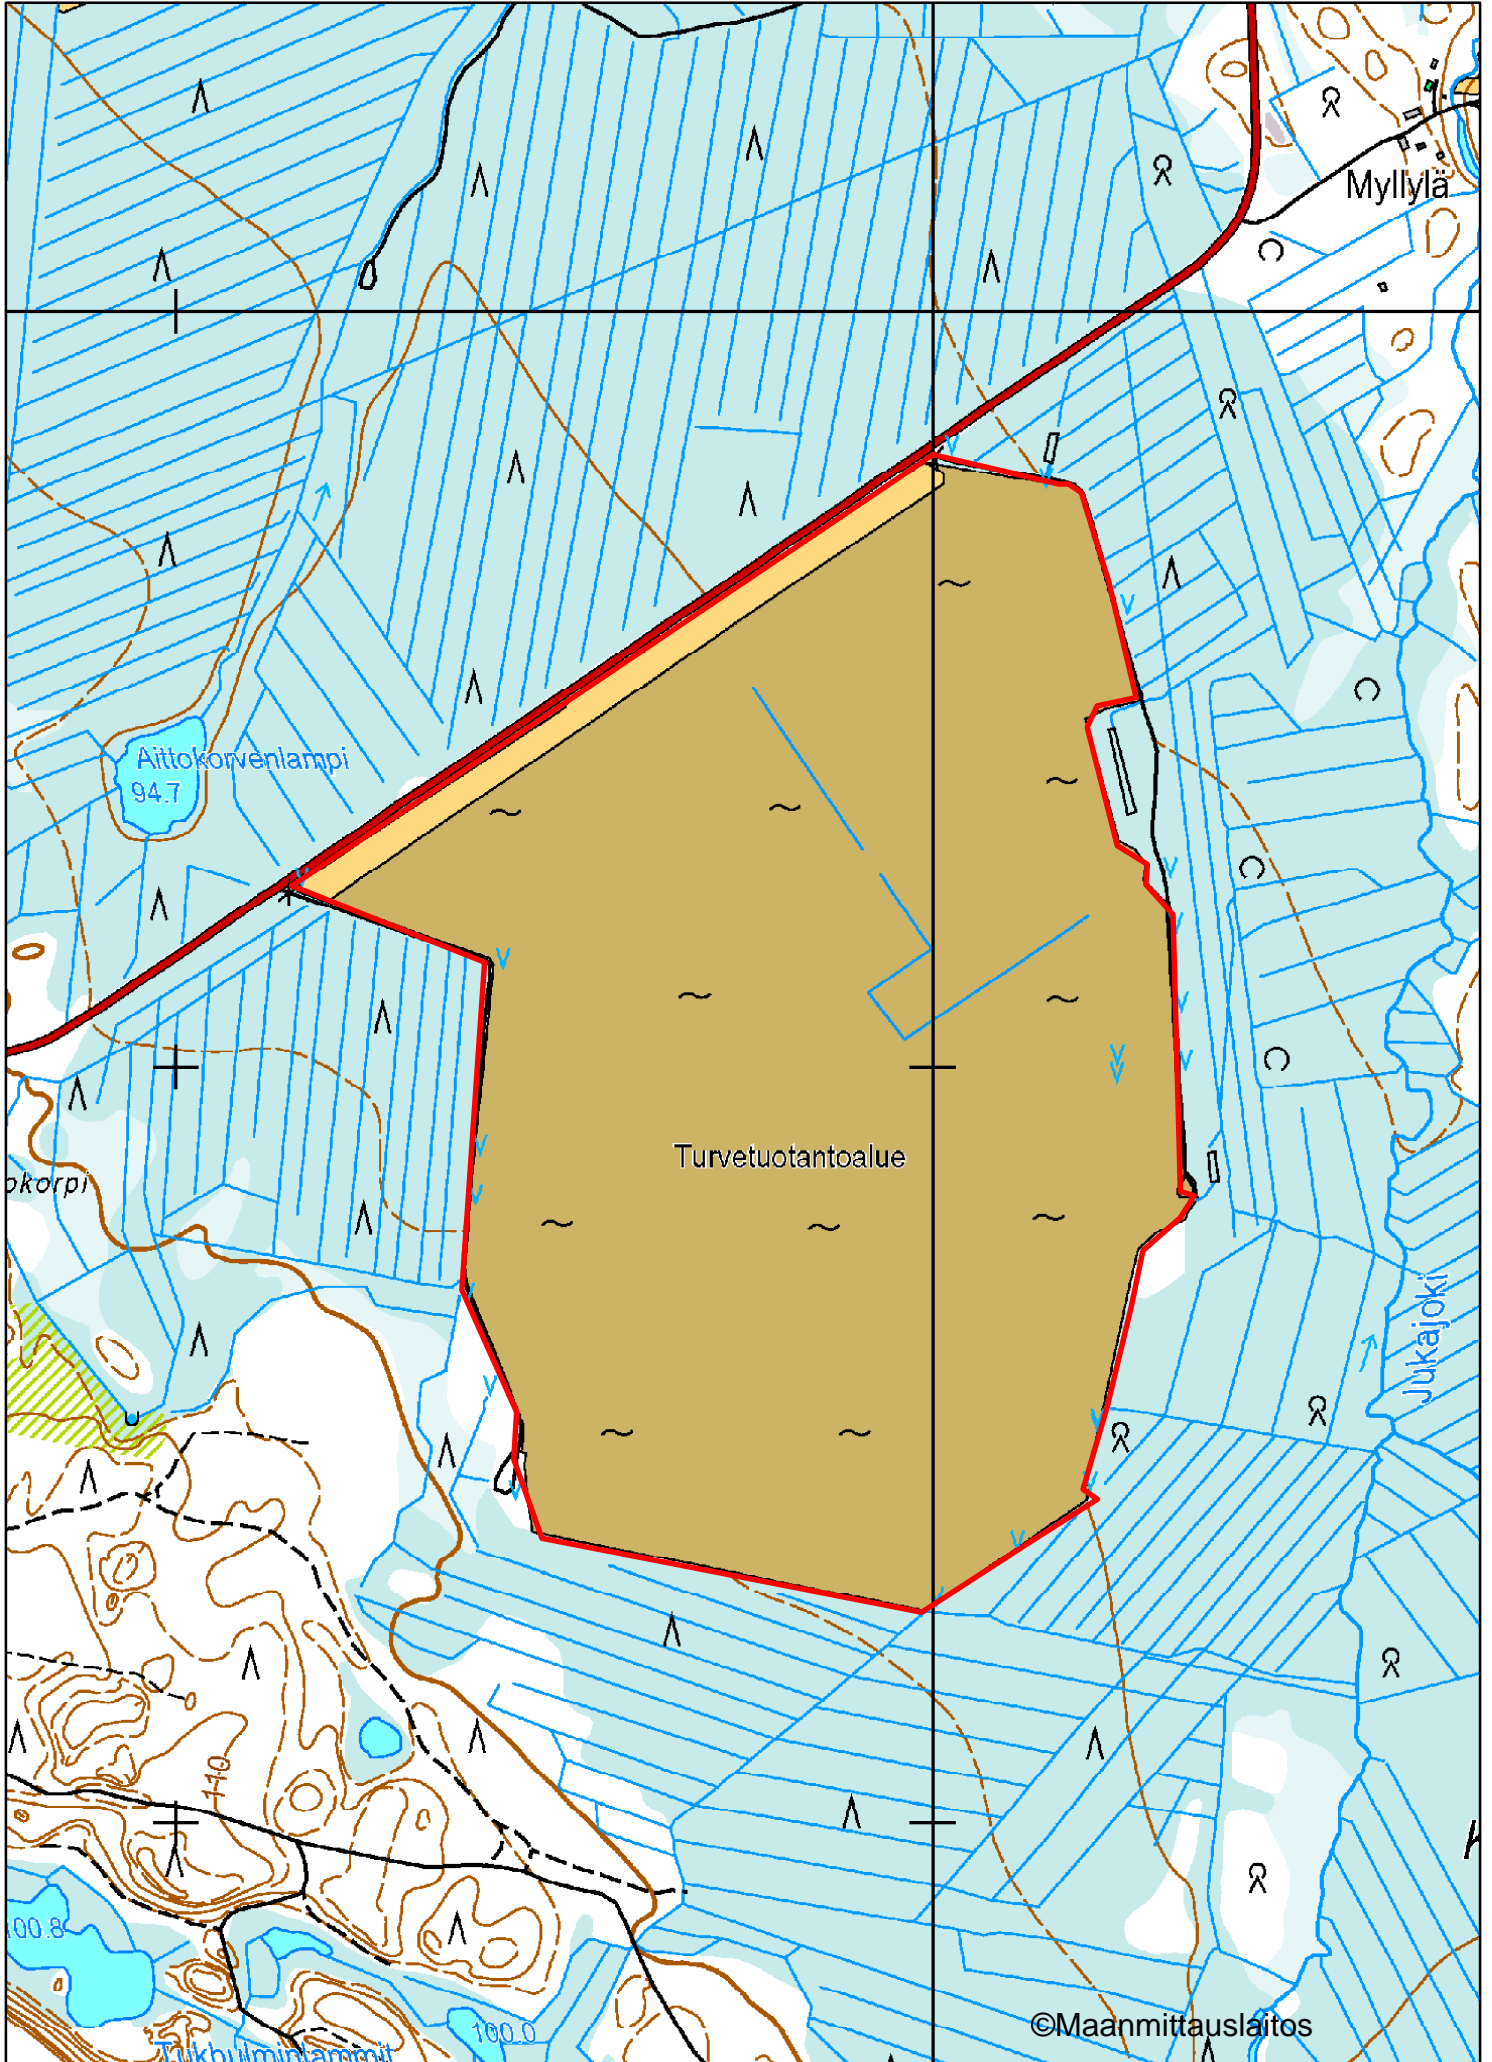 Myllylä
Aittokorvenlampi
94.7
Turvetuotantoalue
okorpi
Jukajoki
110
100.8
100.0
©Maanmittauslaitos